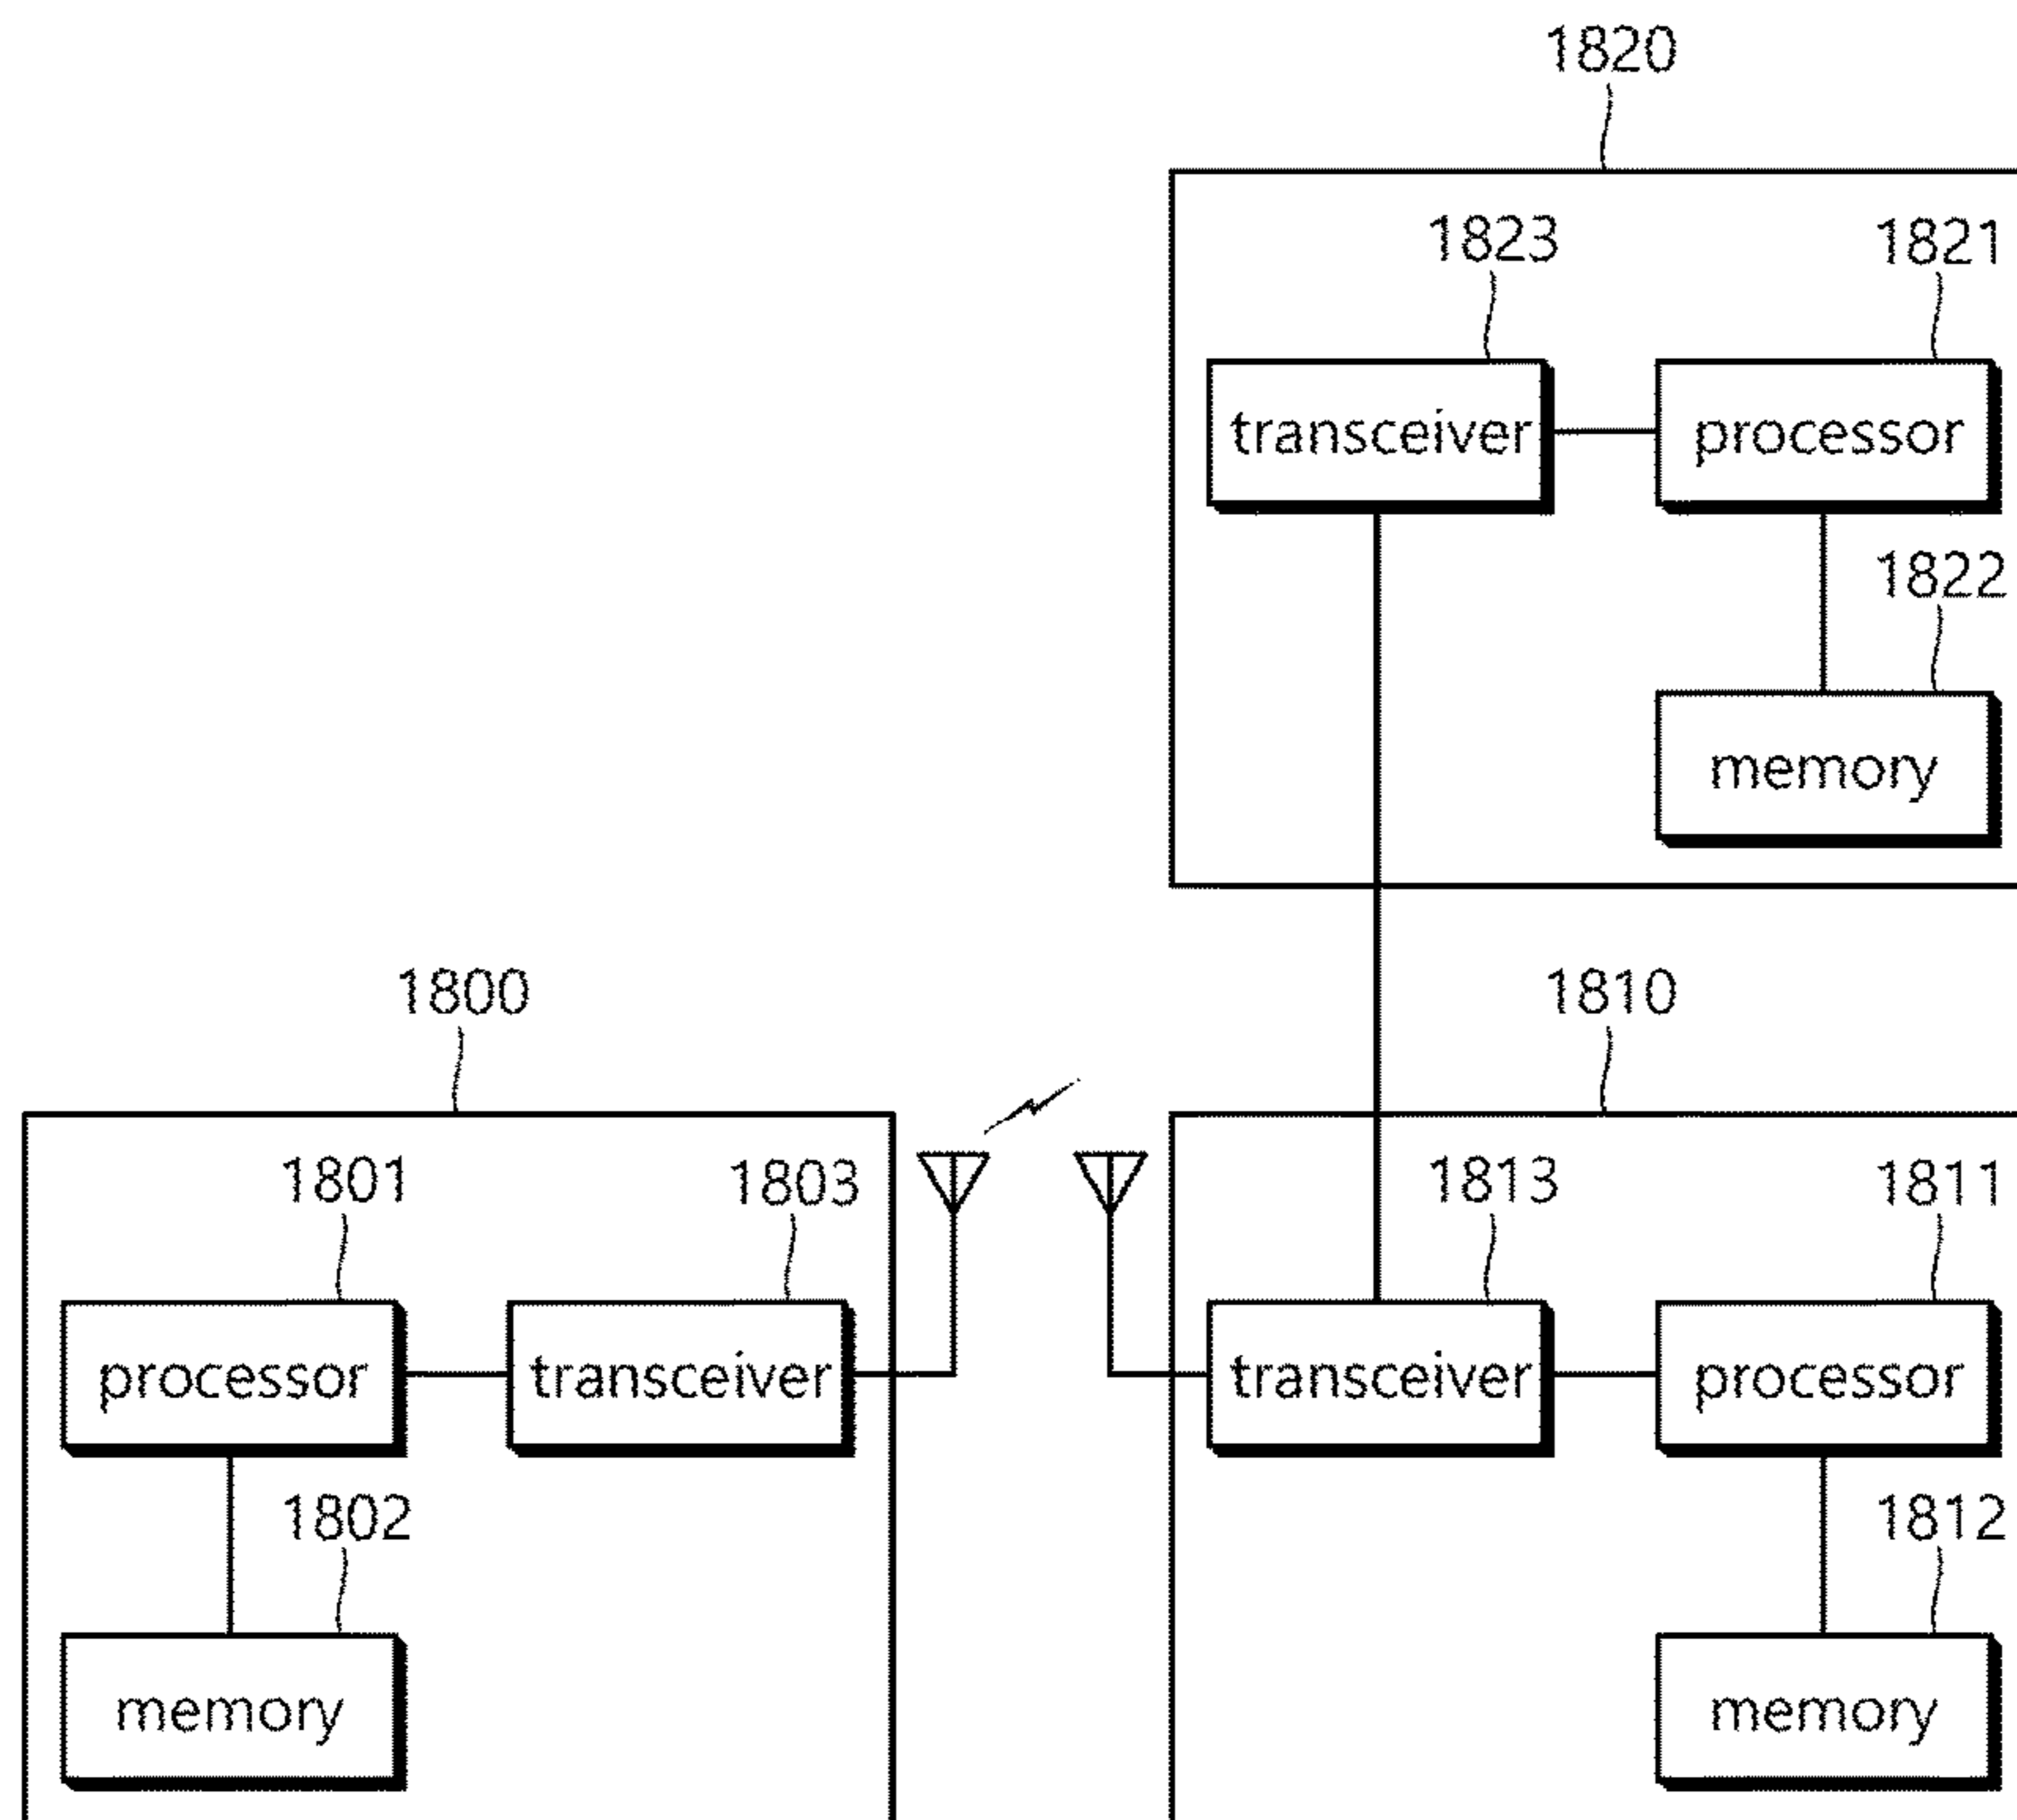 1820
1823 1821
transceiver processor
1822
memory
1800 1810
1801 1803 1813 1811
processor transceiver transceiver processor
1802 1812
memory memory